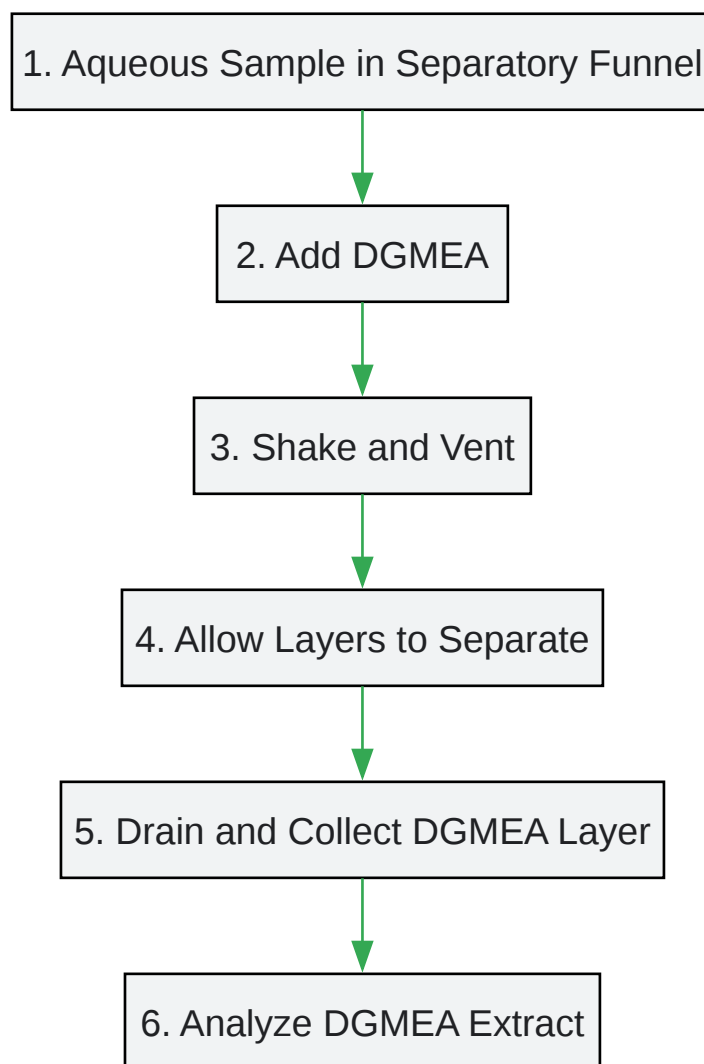 1. Aqueous Sample in Separatory Funnel
2. Add DGMEA
3. Shake and Vent
4. Allow Layers to Separate
5. Drain and Collect DGMEA Layer
6. Analyze DGMEA Extract